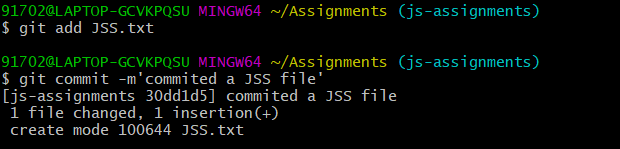 91702@LAPTOP-GCVKPQSU MINGW64 ~/Assignments (js-assignments)
$ git add JSS.txt
91702@LAPTOP-GCVKPQSU MINGW64 ~/Assignments (js-assignments)
$ git commit -m'commited a JSS file'
[js-assignments 30dd1d5] commited a JSS file
1 file changed, 1 insertion(+)
create mode 100644 JSS.txt